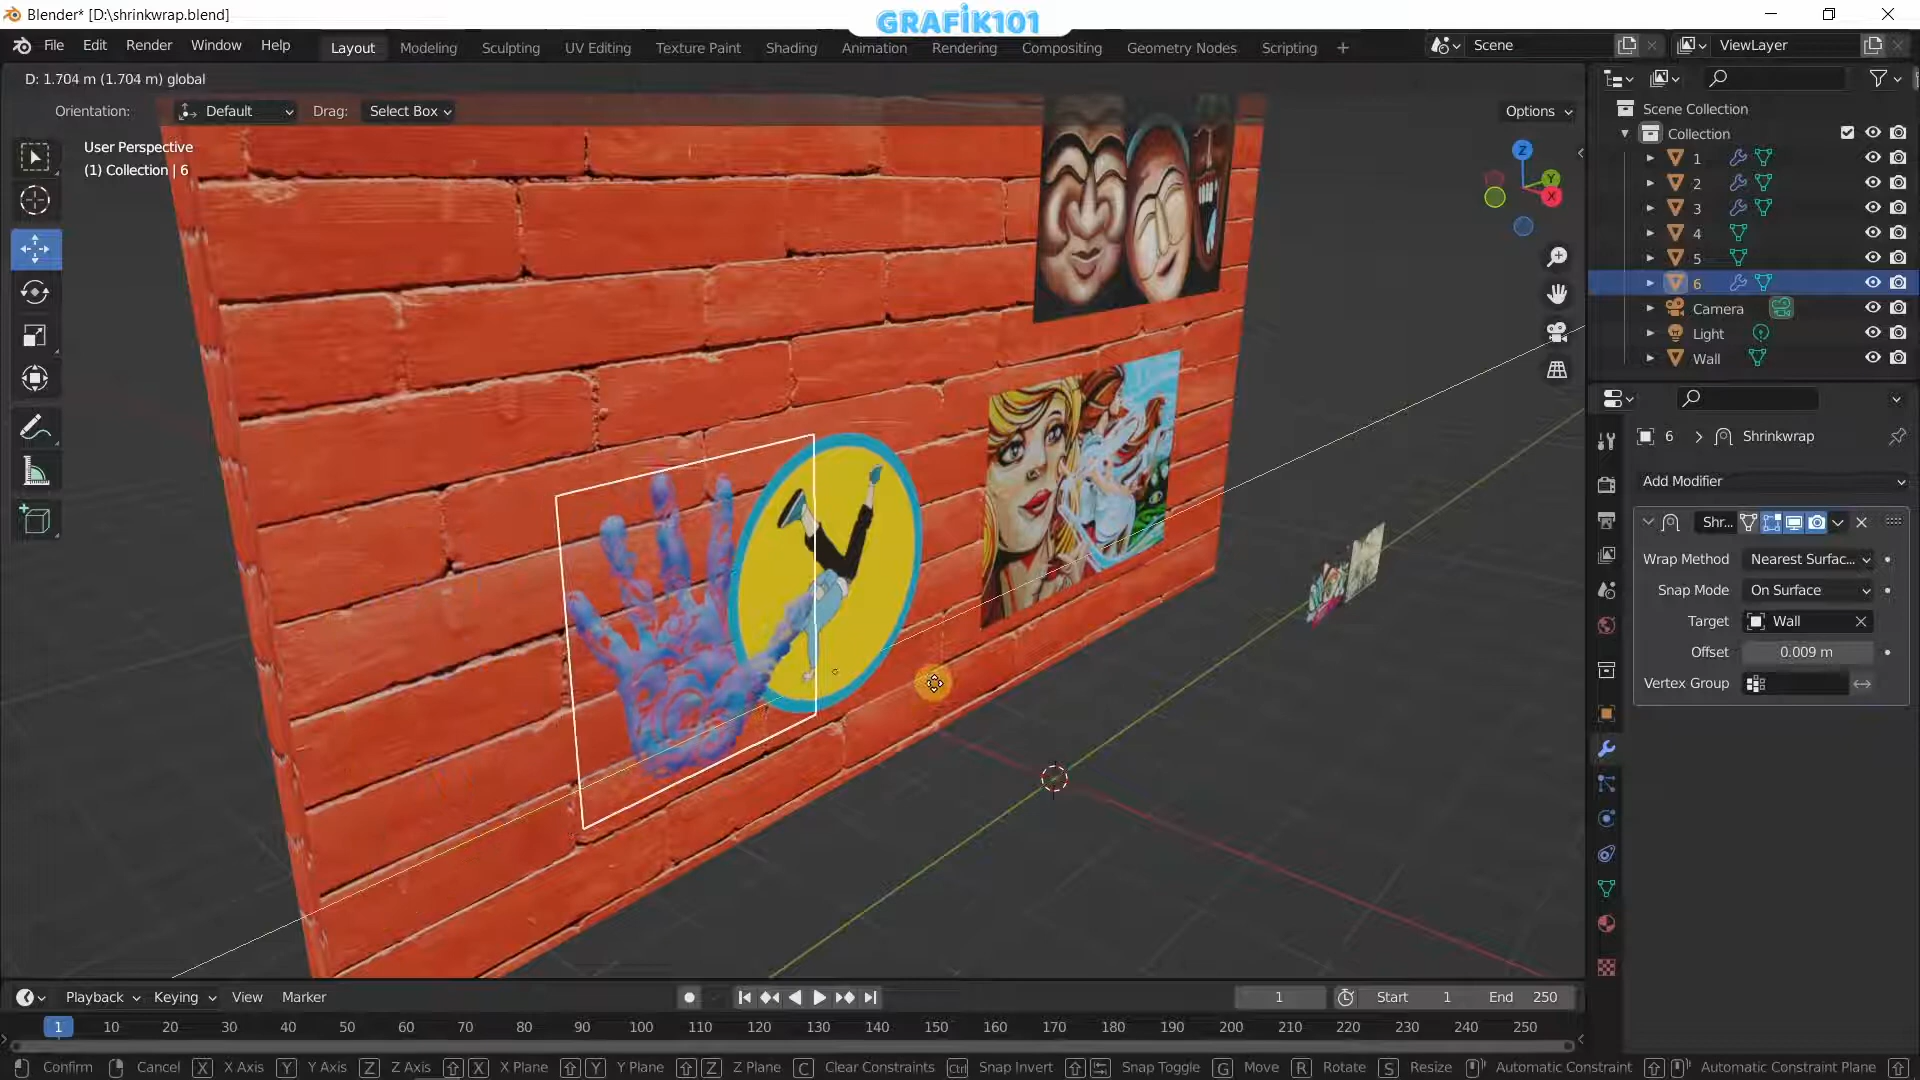 Blender* [D:\shrinkwrap.blend]
GRAFİK101
File Edit Render Window Help Layout Modeling Sculpting UV Editing Texture Paint Shading Animation Rendering Compositing Geometry Nodes Scripting + Scene ViewLayer
D: 1.704 m (1.704 m) global
Orientation: Default Drag: Select Box Options
User Perspective
(1) Collection | 6
Z
Y
X
Scene Collection
Collection
1
2
3
4
5
6
Camera
Light
Wall
6 > Shrinkwrap
Add Modifier
Shr...
Wrap Method Nearest Surfac...
Snap Mode On Surface
Target Wall
Offset 0.009 m
Vertex Group
Playback Keying View Marker 1 Start 1 End 250
1 10 20 30 40 50 60 70 80 90 100 110 120 130 140 150 160 170 180 190 200 210 220 230 240 250
Confirm Cancel X X Axis Y Y Axis Z Z Axis X X Plane Y Y Plane Z Z Plane C Clear Constraints Ctrl Snap Invert Snap Toggle G Move R Rotate S Resize Automatic Constraint Automatic Constraint Plane